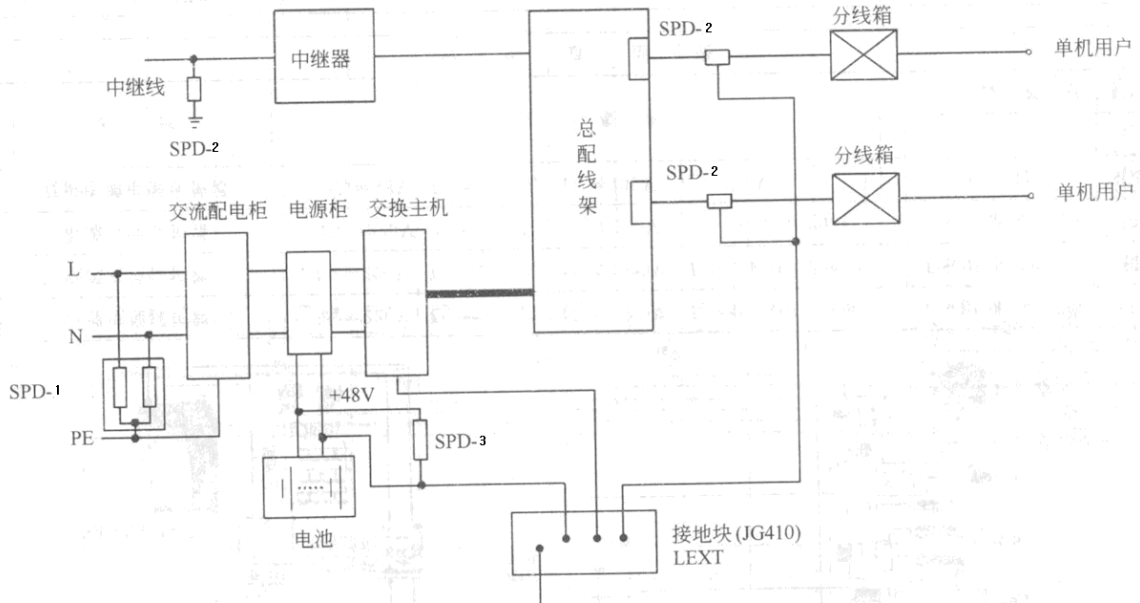 SPD-2
分线箱
中继器
单机用户
中继线
SPD-2
总配线架
SPD-2
分线箱
单机用户
交流配电柜
电源柜
交换主机
L
N
SPD-1
+48V
PE
SPD-3
电池
接地块(JG410)
LEXT